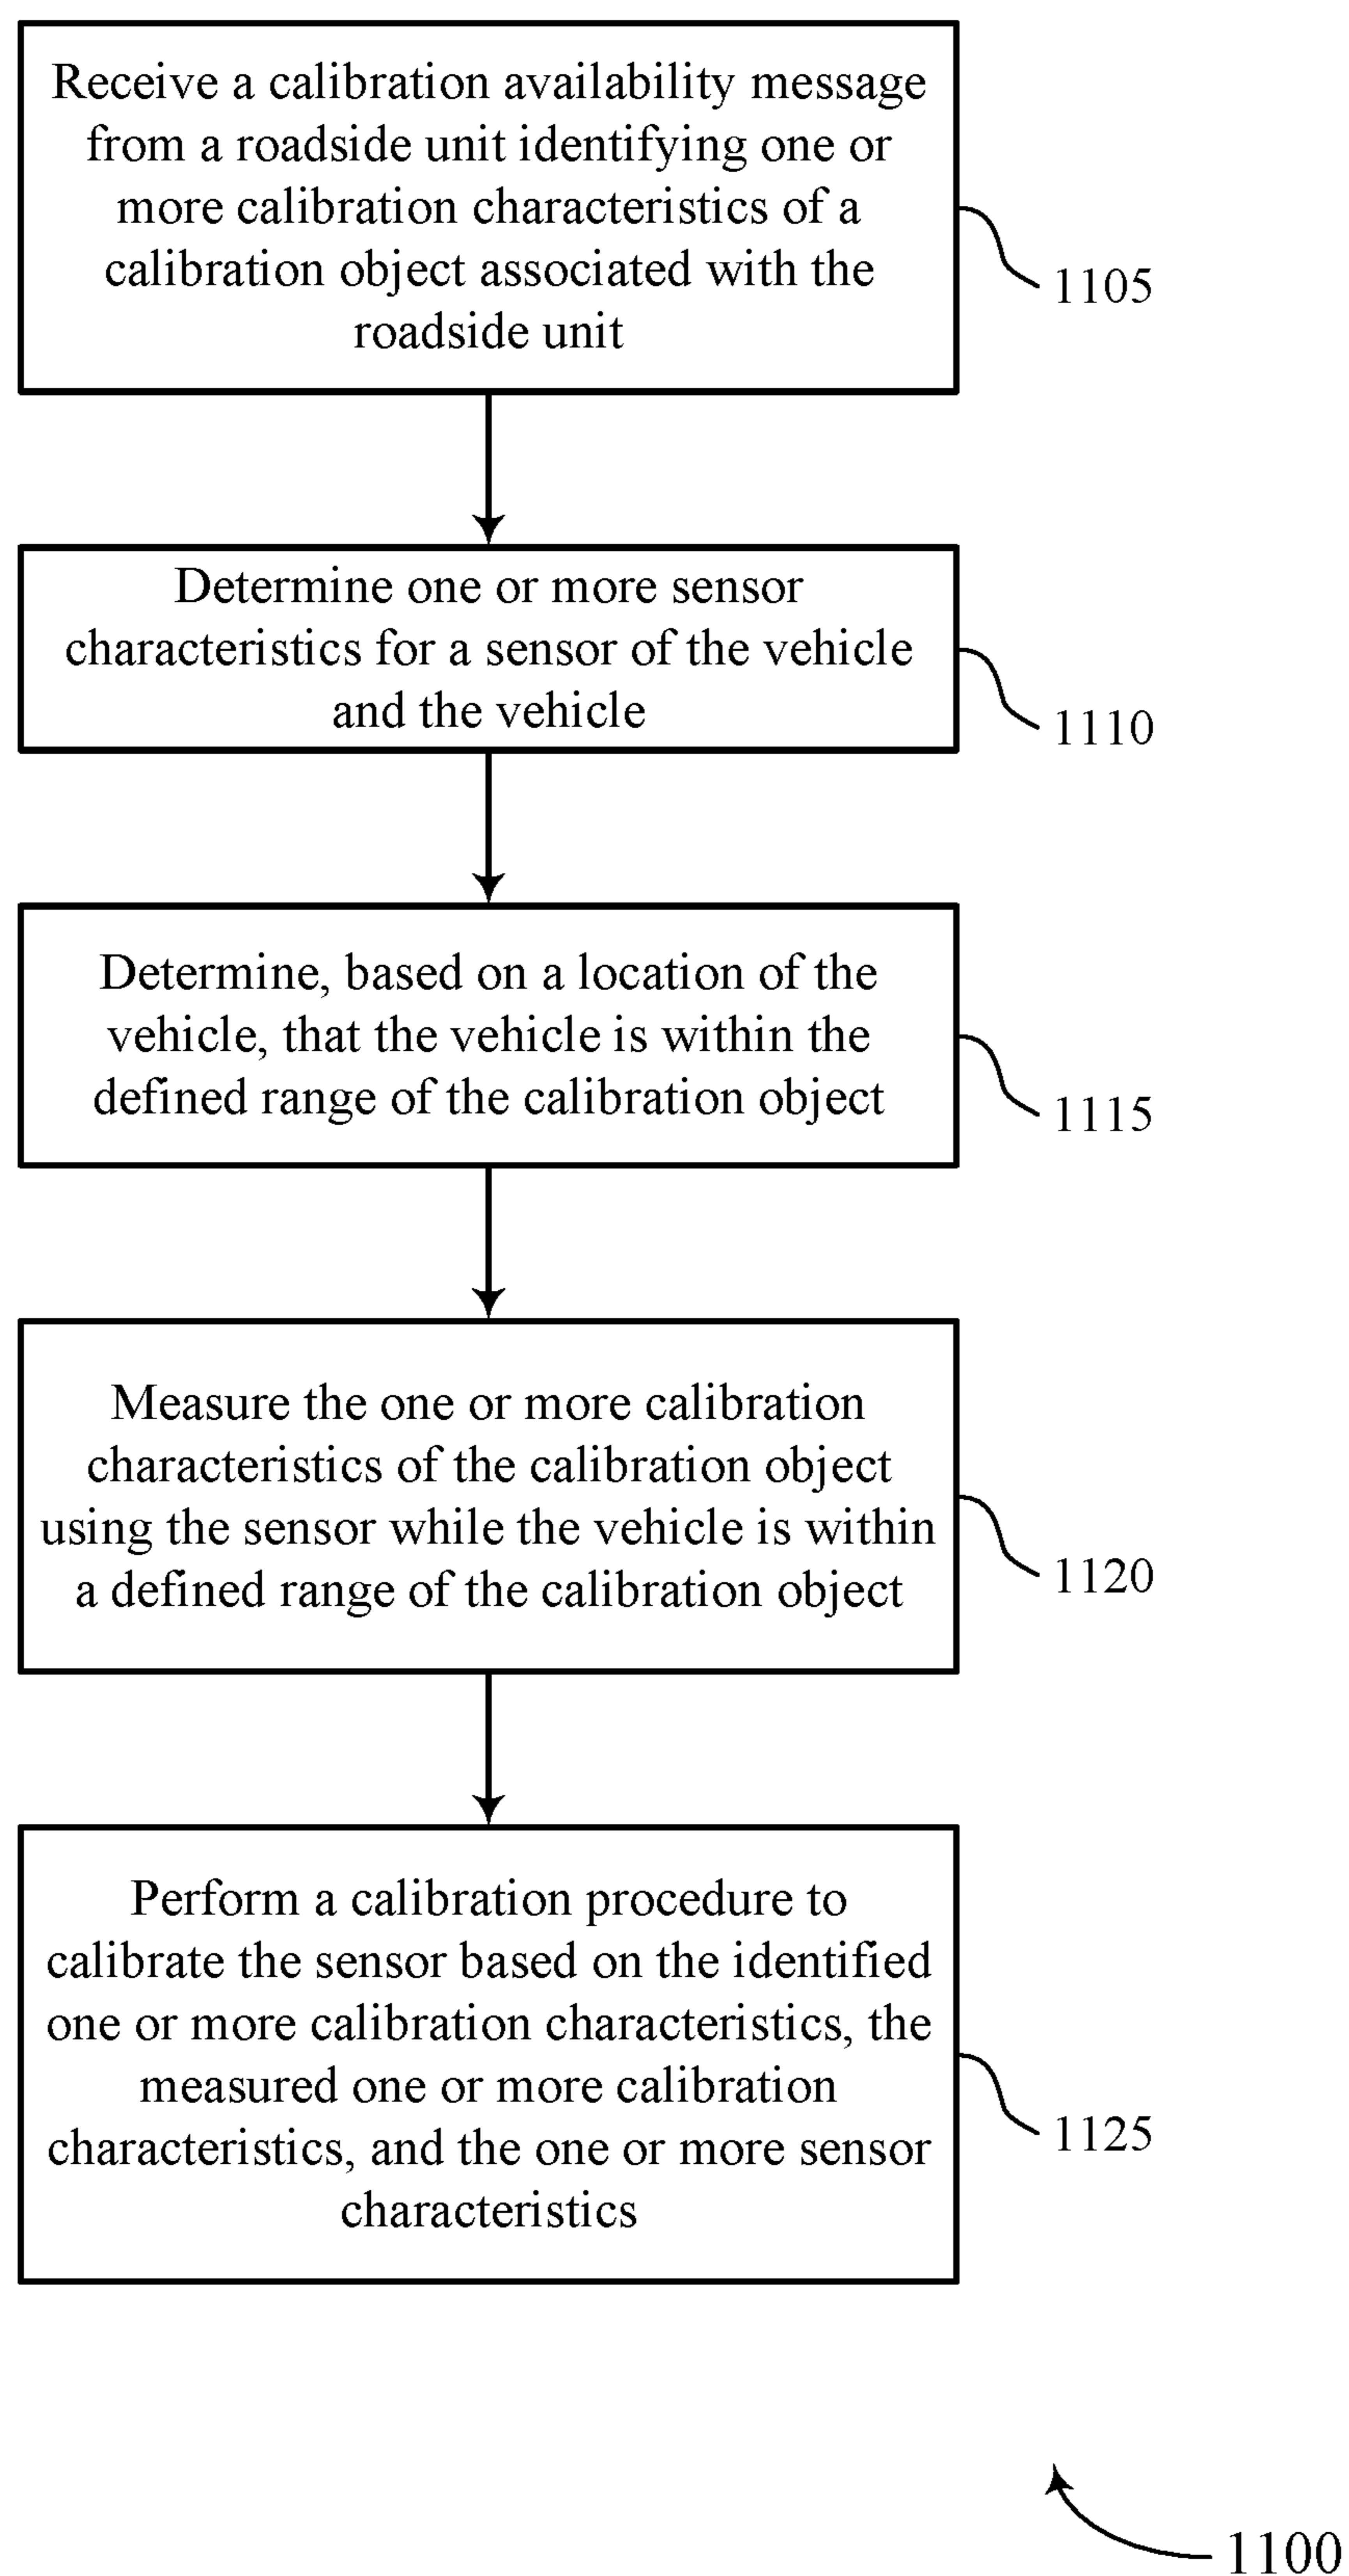 Receive a calibration availability message
from a roadside unit identifying one or
more calibration characteristics of a
calibration object associated with the
roadside unit
1105
Determine one or more sensor
characteristics for a sensor of the vehicle
and the vehicle
1110
Determine, based on a location of the
vehicle, that the vehicle is within the
defined range of the calibration object
1115
Measure the one or more calibration
characteristics of the calibration object
using the sensor while the vehicle is within
a defined range of the calibration object
1120
Perform a calibration procedure to
calibrate the sensor based on the identified
one or more calibration characteristics, the
measured one or more calibration
characteristics, and the one or more sensor
characteristics
1125
1100